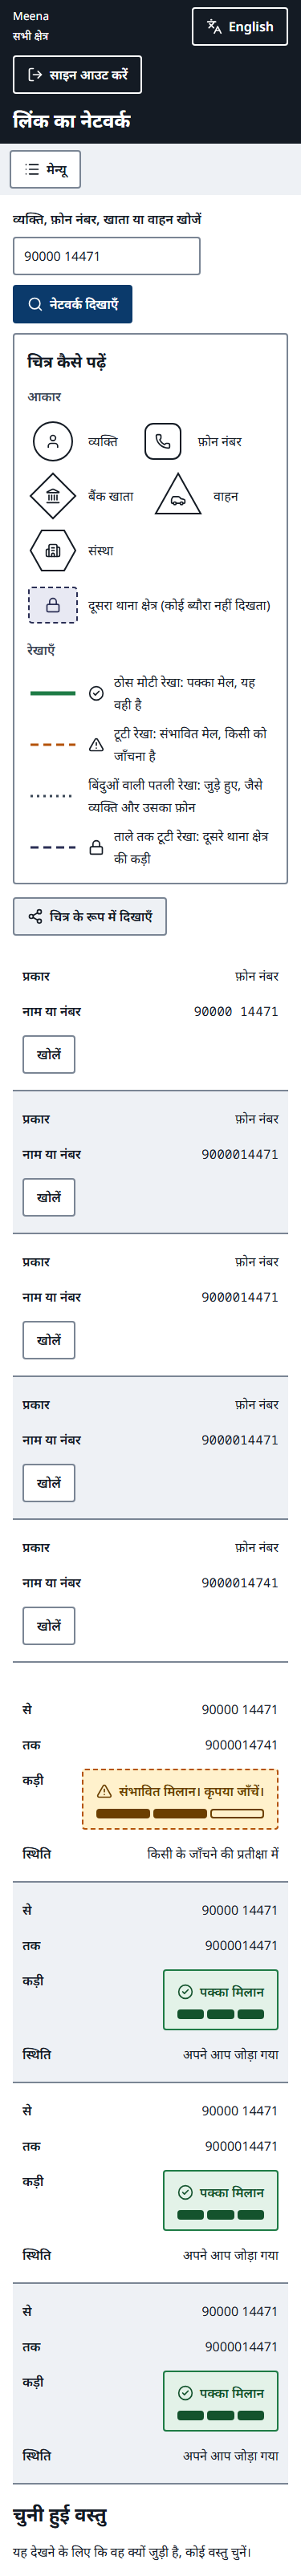 Meena
सभी क्षेत्र
English
साइन आउट करें
लिंक का नेटवर्क
मेन्यू
व्यक्ति, फ़ोन नंबर, खाता या वाहन खोजें
90000 14471
नेटवर्क दिखाएँ
चित्र कैसे पढ़ें
आकार
व्यक्ति
फ़ोन नंबर
बैंक खाता
वाहन
संस्था
दूसरा थाना क्षेत्र (कोई ब्यौरा नहीं दिखता)
रेखाएँ
ठोस मोटी रेखा: पक्का मेल, यह
वही है
टूटी रेखा: संभावित मेल, किसी को
जाँचना है
बिंदुओं वाली पतली रेखा: जुड़े हुए, जैसे
व्यक्ति और उसका फ़ोन
ताले तक टूटी रेखा: दूसरे थाना क्षेत्र
की कड़ी
चित्र के रूप में दिखाएँ
प्रकार फ़ोन नंबर
नाम या नंबर 90000 14471
खोलें
प्रकार फ़ोन नंबर
नाम या नंबर 9000014471
खोलें
प्रकार फ़ोन नंबर
नाम या नंबर 9000014471
खोलें
प्रकार फ़ोन नंबर
नाम या नंबर 9000014471
खोलें
प्रकार फ़ोन नंबर
नाम या नंबर 9000014741
खोलें
से 90000 14471
तक 9000014741
कड़ी संभावित मिलान। कृपया जाँचें।
स्थिति किसी के जाँचने की प्रतीक्षा में
से 90000 14471
तक 9000014471
कड़ी पक्का मिलान
स्थिति अपने आप जोड़ा गया
से 90000 14471
तक 9000014471
कड़ी पक्का मिलान
स्थिति अपने आप जोड़ा गया
से 90000 14471
तक 9000014471
कड़ी पक्का मिलान
स्थिति अपने आप जोड़ा गया
चुनी हुई वस्तु
यह देखने के लिए कि वह क्यों जुड़ी है, कोई वस्तु चुनें।